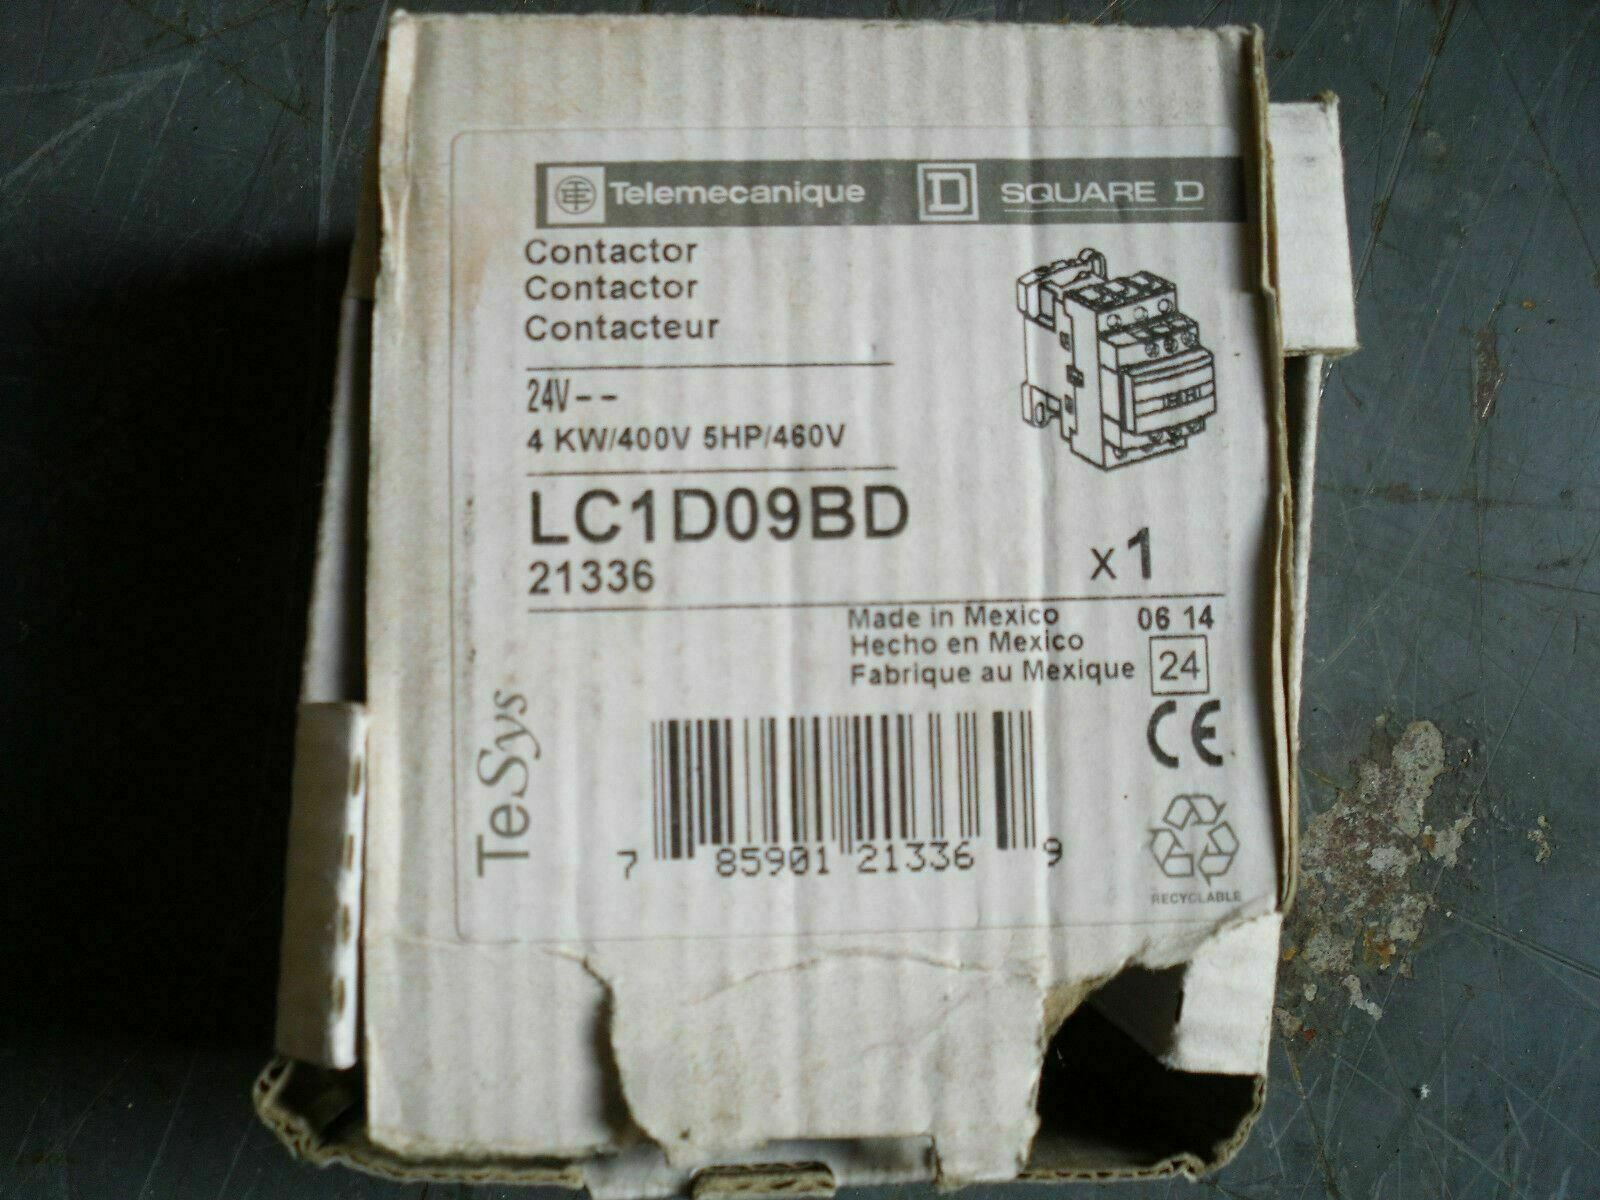 Telemecanique D SQUARE D
Contactor
Contactor
Contacteur
24V--
4 KW/400V 5HP/460V
LC1D09BD
21336
x 1
Made in Mexico 06 14
Hecho en Mexico
Fabrique au Mexique 24
CE
TeSys
7 85901 21336 9
RECYCLABLE